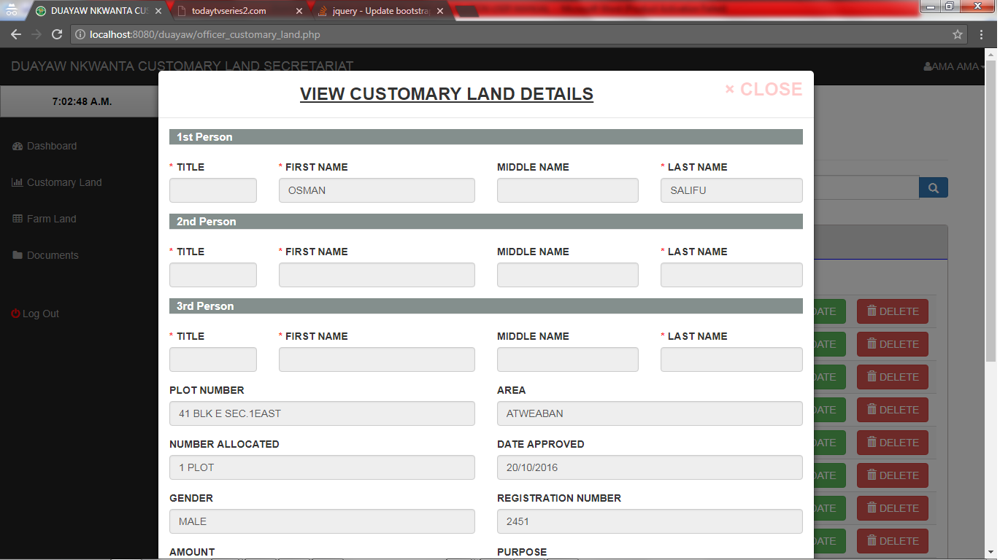 DUAYAW NKWANTA CUS
todaytvseries2.com
jquery - Update bootstra
localhost:8080/duayaw/officer_customary_land.php
DUAYAW NKWANTA CUSTOMARY LAND SECRETARIAT
AMA AMA
7:02:48 A.M.
Dashboard
Customary Land
Farm Land
Documents
Log Out
VIEW CUSTOMARY LAND DETAILS
× CLOSE
1st Person
* TITLE * FIRST NAME MIDDLE NAME * LAST NAME
OSMAN SALIFU
2nd Person
* TITLE * FIRST NAME MIDDLE NAME * LAST NAME
3rd Person
* TITLE * FIRST NAME MIDDLE NAME * LAST NAME
PLOT NUMBER AREA
41 BLK E SEC.1EAST ATWEABAN
NUMBER ALLOCATED DATE APPROVED
1 PLOT 20/10/2016
GENDER REGISTRATION NUMBER
MALE 2451
AMOUNT PURPOSE
DATE DELETE
DATE DELETE
DATE DELETE
DATE DELETE
DATE DELETE
DATE DELETE
DATE DELETE
DATE DELETE